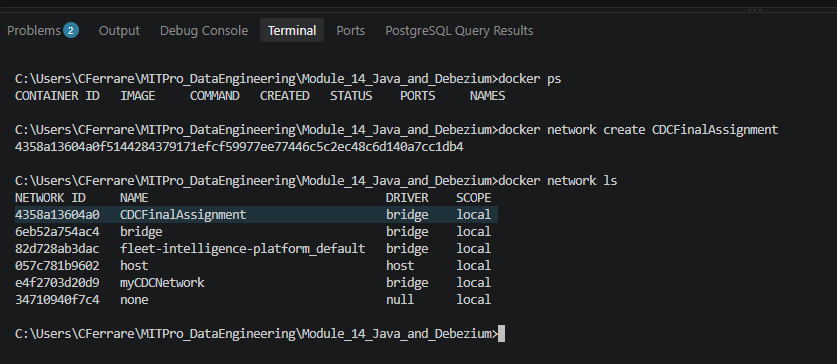 Problems 2 Output Debug Console Terminal Ports PostgreSQL Query Results
C:\Users\CFerrare\MITPro_DataEngineering\Module_14_Java_and_Debezium>docker ps
CONTAINER ID   IMAGE     COMMAND   CREATED   STATUS    PORTS     NAMES
C:\Users\CFerrare\MITPro_DataEngineering\Module_14_Java_and_Debezium>docker network create CDCFinalAssignment
4358a13604a0f5144284379171efcf59977ee77446c5c2ec48c6d140a7cc1db4
C:\Users\CFerrare\MITPro_DataEngineering\Module_14_Java_and_Debezium>docker network ls
NETWORK ID     NAME                                  DRIVER    SCOPE
4358a13604a0   CDCFinalAssignment                    bridge    local
6eb52a754ac4   bridge                                bridge    local
82d728ab3dac   fleet-intelligence-platform_default   bridge    local
057c781b9602   host                                  host      local
e4f2703d20d9   myCDCNetwork                          bridge    local
34710940f7c4   none                                  null      local
C:\Users\CFerrare\MITPro_DataEngineering\Module_14_Java_and_Debezium>